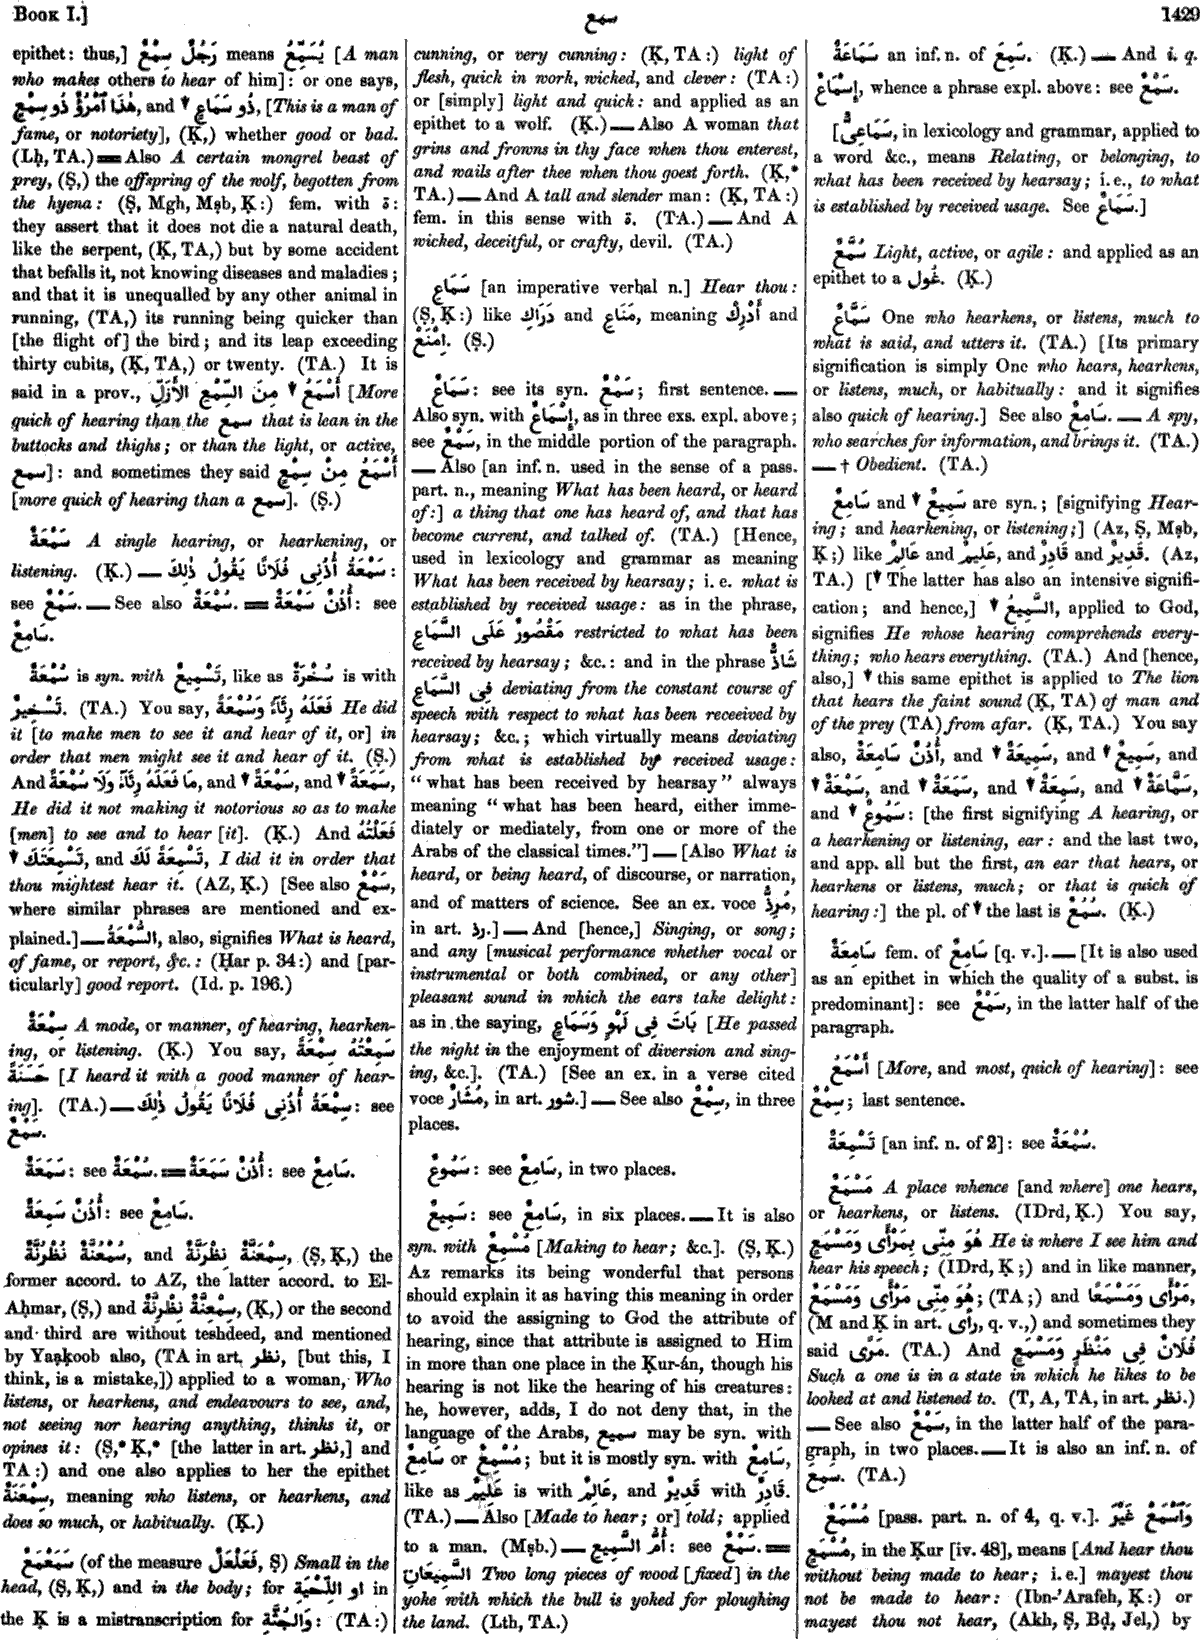 BOOK I.]
سمع
1429
epithet: thus,] رَجُلٌ سِمْعٌ means يُسَمِّعُ [A man
who makes others to hear of him]: or one says,
هٰذَا ٱمْرُؤٌ ذُو سِمْعٍ, and ذُو سَمَاعٍ, [This is a man of
fame, or notoriety], (Ḳ,) whether good or bad.
(Lḥ, TA.) == Also A certain mongrel beast of
prey, (Ṣ,) the offspring of the wolf, begotten from
the hyena: (Ṣ, Mgh, Mṣb, Ḳ:) fem. with ة:
they assert that it does not die a natural death,
like the serpent, (Ḳ, TA,) but by some accident
that befalls it, not knowing diseases and maladies;
and that it is unequalled by any other animal in
running, (TA,) its running being quicker than
[the flight of] the bird; and its leap exceeding
thirty cubits, (Ḳ, TA,) or twenty. (TA.) It is
said in a prov., أَسْمَعُ مِنَ السِّمْعِ الأَزَلِّ [More
quick of hearing than the سمع that is lean in the
buttocks and thighs; or than the light, or active,
سمع]: and sometimes they said أَسْمَعُ مِنْ سِمْعٍ
[more quick of hearing than a سمع]. (Ṣ.)
سَمْعَةٌ A single hearing, or hearkening, or
listening. (Ḳ.) — سَمْعَةُ أُذُنِى فُلَانًا يَقُولُ ذٰلِكَ:
see سَمْعٌ. — See also سُمْعَةٌ. == أُذُنٌ سَمْعَةٌ: see
سَامِعٌ.
سُمْعَةٌ is syn. with تَسْمِيعٌ, like as سُخْرَةٌ is with
تَسْخِيرٌ. (TA.) You say, فَعَلَهُ رِئَآءً وَسُمْعَةً He did
it [to make men to see it and hear of it, or] in
order that men might see it and hear of it. (Ṣ.)
And مَا فَعَلَهُ رِئَآءً وَلَا سُمْعَةً, and سَمْعَةً, and سَمَعَةً,
He did it not making it notorious so as to make
[men] to see and to hear [it]. (Ḳ.) And فَعَلْتُهُ
تَسْمِعَتَكَ, and تَسْمِعَةً لَكَ, I did it in order that
thou mightest hear it. (AZ, Ḳ.) [See also سَمْعٌ,
where similar phrases are mentioned and ex-
plained.] — السُّمْعَةُ, also, signifies What is heard,
of fame, or report, &c.: (Ḥar p. 34:) and [par-
ticularly] good report. (Id. p. 196.)
سِمْعَةٌ A mode, or manner, of hearing, hearken-
ing, or listening. (Ḳ.) You say, سَمِعْتُهُ سِمْعَةً
حَسَنَةً [I heard it with a good manner of hear-
ing]. (TA.) — سِمْعَةُ أُذُنِى فُلَانًا يَقُولُ ذٰلِكَ: see
سَمْعٌ.
سَمَعَةٌ: see سُمْعَةٌ. == أُذُنٌ سَمَعَةٌ: see سَامِعٌ.
أُذُنٌ سَمِعَةٌ: see سَامِعٌ.
سُمْعُنَّةٌ نُظْرُنَّةٌ, and سِمْعَنَّةٌ نِظْرَنَّةٌ, (Ṣ, Ḳ,) the
former accord. to AZ, the latter accord. to El-
Aḥmar, (Ṣ,) and سِمْعِنَّةٌ نِظْرِنَّةٌ, (Ḳ,) or the second
and third are without teshdeed, and mentioned
by Yaạḳoob also, (TA in art. نظر, [but this, I
think, is a mistake,]) applied to a woman, Who
listens, or hearkens, and endeavours to see, and,
not seeing nor hearing anything, thinks it, or
opines it: (Ṣ,* Ḳ,* [the latter in art. نظر,] and
TA:) and one also applies to her the epithet
سِمْعَنَةٌ, meaning who listens, or hearkens, and
does so much, or habitually. (Ḳ.)
سَمَعْمَعٌ (of the measure فَعَلْعَلٌ, Ṣ) Small in the
head, (Ṣ, Ḳ,) and in the body; for او اللِّحْيَةِ in
the Ḳ is a mistranscription for وَالجُثَّةِ: (TA:)
cunning, or very cunning: (Ḳ, TA:) light of
flesh, quick in work, wicked, and clever: (TA:)
or [simply] light and quick: and applied as an
epithet to a wolf. (Ḳ.) — Also A woman that
grins and frowns in thy face when thou enterest,
and wails after thee when thou goest forth. (Ḳ,*
TA.) — And A tall and slender man: (Ḳ, TA:)
fem. in this sense with ة. (TA.) — And A
wicked, deceitful, or crafty, devil. (TA.)
سَمَاعِ [an imperative verbal n.] Hear thou:
(Ṣ, Ḳ:) like دَرَاكِ and مَنَاعِ, meaning أَدْرِكْ and
اِمْنَعْ. (Ṣ.)
سَمَاعٌ: see its syn. سَمْعٌ; first sentence. —
Also syn. with إِسْمَاعٌ, as in three exs. expl. above;
see سَمْعٌ, in the middle portion of the paragraph.
— Also [an inf. n. used in the sense of a pass.
part. n., meaning What has been heard, or heard
of:] a thing that one has heard of, and that has
become current, and talked of. (TA.) [Hence,
used in lexicology and grammar as meaning
What has been received by hearsay; i. e. what is
established by received usage: as in the phrase,
مَقْصُورٌ عَلَى السَّمَاعِ restricted to what has been
received by hearsay; &c.: and in the phrase شَاذٌّ
فِى السَّمَاعِ deviating from the constant course of
speech with respect to what has been received by
hearsay; &c.; which virtually means deviating
from what is established by received usage:
“what has been received by hearsay” always
meaning “what has been heard, either imme-
diately or mediately, from one or more of the
Arabs of the classical times.”] — [Also What is
heard, or being heard, of discourse, or narration,
and of matters of science. See an ex. voce مُرِذٌّ,
in art. رذ.] — And [hence,] Singing, or song;
and any [musical performance whether vocal or
instrumental or both combined, or any other]
pleasant sound in which the ears take delight:
as in the saying, بَاتَ فِى لَهْوٍ وَسَمَاعٍ [He passed
the night in the enjoyment of diversion and sing-
ing, &c.]. (TA.) [See an ex. in a verse cited
voce مُشَارٌ, in art. شور.] — See also سِمْعٌ, in three
places.
سَمُوعٌ: see سَامِعٌ, in two places.
سَمِيعٌ: see سَامِعٌ, in six places. — It is also
syn. with مُسْمِعٌ [Making to hear; &c.]. (Ṣ, Ḳ.)
Az remarks its being wonderful that persons
should explain it as having this meaning in order
to avoid the assigning to God the attribute of
hearing, since that attribute is assigned to Him
in more than one place in the Ḳur-án, though his
hearing is not like the hearing of his creatures:
he, however, adds, I do not deny that, in the
language of the Arabs, سميع may be syn. with
سَامِعٌ or مُسْمِعٌ; but it is mostly syn. with سَامِعٌ,
like as عَلِيمٌ is with عَالِمٌ, and قَدِيرٌ with قَادِرٌ.
(TA.) — Also [Made to hear; or] told; applied
to a man. (Mṣb.) — أُمُّ السَّمِيعِ: see سَمْعٌ. ==
السَّمِيعَانِ Two long pieces of wood [fixed] in the
yoke with which the bull is yoked for ploughing
the land. (Lth, TA.)
سَمَاعَةٌ an inf. n. of سَمِعَ. (Ḳ.) — And i. q.
إِسْمَاعٌ, whence a phrase expl. above: see سَمْعٌ.
[سَمَاعِىٌّ, in lexicology and grammar, applied to
a word &c., means Relating, or belonging, to
what has been received by hearsay; i. e., to what
is established by received usage. See سَمَاعٌ.]
سُمَّعٌ Light, active, or agile: and applied as an
epithet to a غُول. (Ḳ.)
سَمَّاعٌ One who hearkens, or listens, much to
what is said, and utters it. (TA.) [Its primary
signification is simply One who hears, hearkens,
or listens, much, or habitually: and it signifies
also quick of hearing.] See also سَامِعٌ. — A spy,
who searches for information, and brings it. (TA.)
— † Obedient. (TA.)
سَامِعٌ and سَمِيعٌ are syn.; [signifying Hear-
ing; and hearkening, or listening;] (Az, Ṣ, Mṣb,
Ḳ;) like عَالِمٌ and عَلِيمٌ, and قَادِرٌ and قَدِيرٌ. (Az,
TA.) [The latter has also an intensive signifi-
cation; and hence,] السَّمِيعُ, applied to God,
signifies He whose hearing comprehends every-
thing; who hears everything. (TA.) And [hence,
also,] this same epithet is applied to The lion
that hears the faint sound (Ḳ, TA) of man and
of the prey (TA) from afar. (Ḳ, TA.) You say
also, أُذُنٌ سَامِعَةٌ, and سَمِيعَةٌ, and سَمِيعٌ, and
سَمْعَةٌ, and سَمَعَةٌ, and سَمِعَةٌ, and سَمَّاعَةٌ,
and سَمُوعٌ: [the first signifying A hearing, or
a hearkening or listening, ear: and the last two,
and app. all but the first, an ear that hears, or
hearkens or listens, much; or that is quick of
hearing:] the pl. of the last is سُمُعٌ. (Ḳ.)
سَامِعَةٌ fem. of سَامِعٌ [q. v.]. — [It is also used
as an epithet in which the quality of a subst. is
predominant]: see سَمْعٌ, in the latter half of the
paragraph.
أَسْمَعُ [More, and most, quick of hearing]: see
سِمْعٌ; last sentence.
تَسْمِعَةٌ [an inf. n. of 2]: see سُمْعَةٌ.
مَسْمَعٌ A place whence [and where] one hears,
or hearkens, or listens. (IDrd, Ḳ.) You say,
هُوَ مِنِّى بِمَرْأًى وَمَسْمَعٍ He is where I see him and
hear his speech; (IDrd, Ḳ;) and in like manner,
هُوَ مِنِّى مَرْأًى وَمَسْمَعٌ; (TA;) and مَرْأًى وَمَسْمَعًا,
(M and Ḳ in art. رأى, q. v.,) and sometimes they
said مَرًى. (TA.) And فُلَانٌ فِى مَنْظَرٍ وَمَسْمَعٍ
Such a one is in a state in which he likes to be
looked at and listened to. (T, A, TA, in art. نظر.)
— See also سَمْعٌ, in the latter half of the para-
graph, in two places. — It is also an inf. n. of
سَمِعَ. (TA.)
مُسْمَعٌ [pass. part. n. of 4, q. v.]. وَٱسْمَعْ غَيْرَ
مُسْمَعٍ, in the Ḳur [iv. 48], means [And hear thou
without being made to hear; i. e.] mayest thou
not be made to hear: (Ibn-’Arafeh, Ḳ:) or
mayest thou not hear, (Akh, Ṣ, Bḍ, Jel,) by